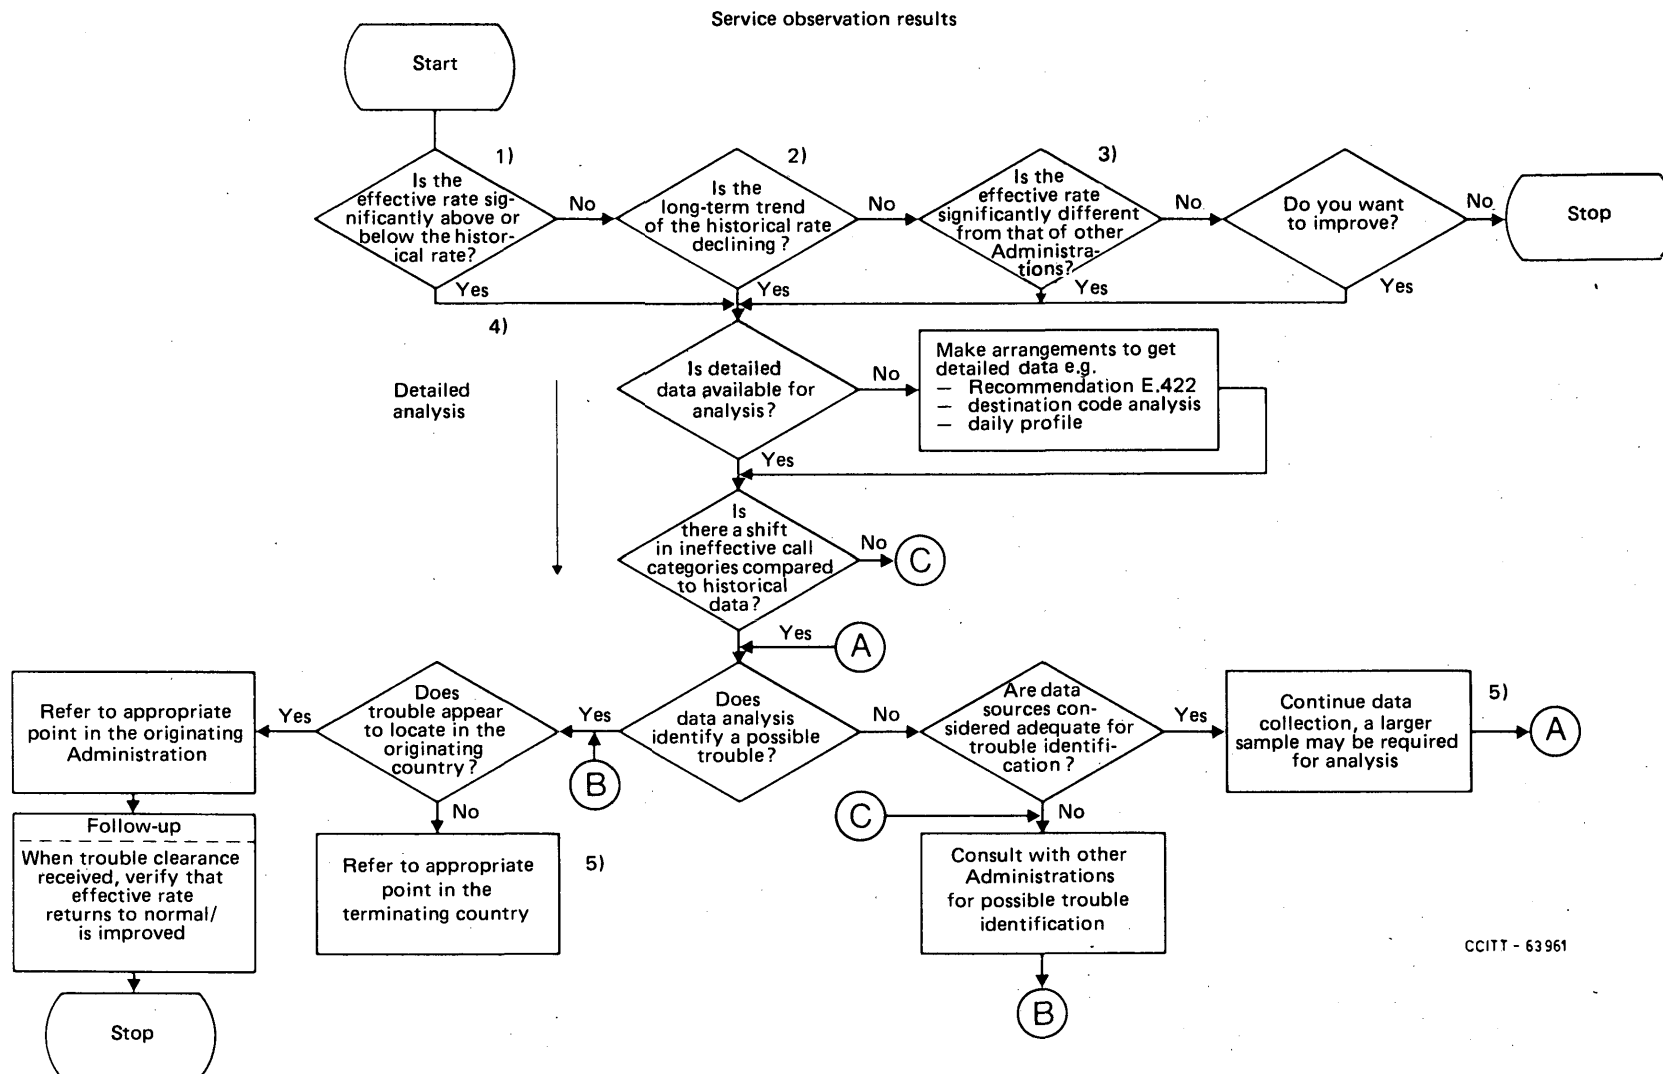 Service observation results
Start
1)
Is the
effective rate sig-
nificantly above or
below the histor-
ical rate?
No
Yes
2)
Is the
long-term trend
of the historical rate
declining ?
No
Yes
3)
Is the
effective rate
significantly different
from that of other
Administra-
tions?
No
Yes
Do you want
to improve?
No
Yes
Stop
4)
Detailed
analysis
Is detailed
data available for
analysis?
No
Yes
Make arrangements to get
detailed data e.g.
— Recommendation E.422
— destination code analysis
— daily profile
Is
there a shift
in ineffective call
categories compared
to historical
data?
No
C
Yes
A
Does
data analysis
identify a possible
trouble?
Yes
No
B
Does
trouble appear
to locate in the
originating
country ?
Yes
No
Refer to appropriate
point in the originating
Administration
Follow-up
When trouble clearance
received, verify that
effective rate
returns to normal/
is improved
Stop
Refer to appropriate
point in the
terminating country
5)
Are data
sources con-
sidered adequate for
trouble identifi-
cation ?
Yes
No
Continue data
collection, a larger
sample may be required
for analysis
5)
A
C
Consult with other
Administrations
for possible trouble
identification
B
CCITT - 63961